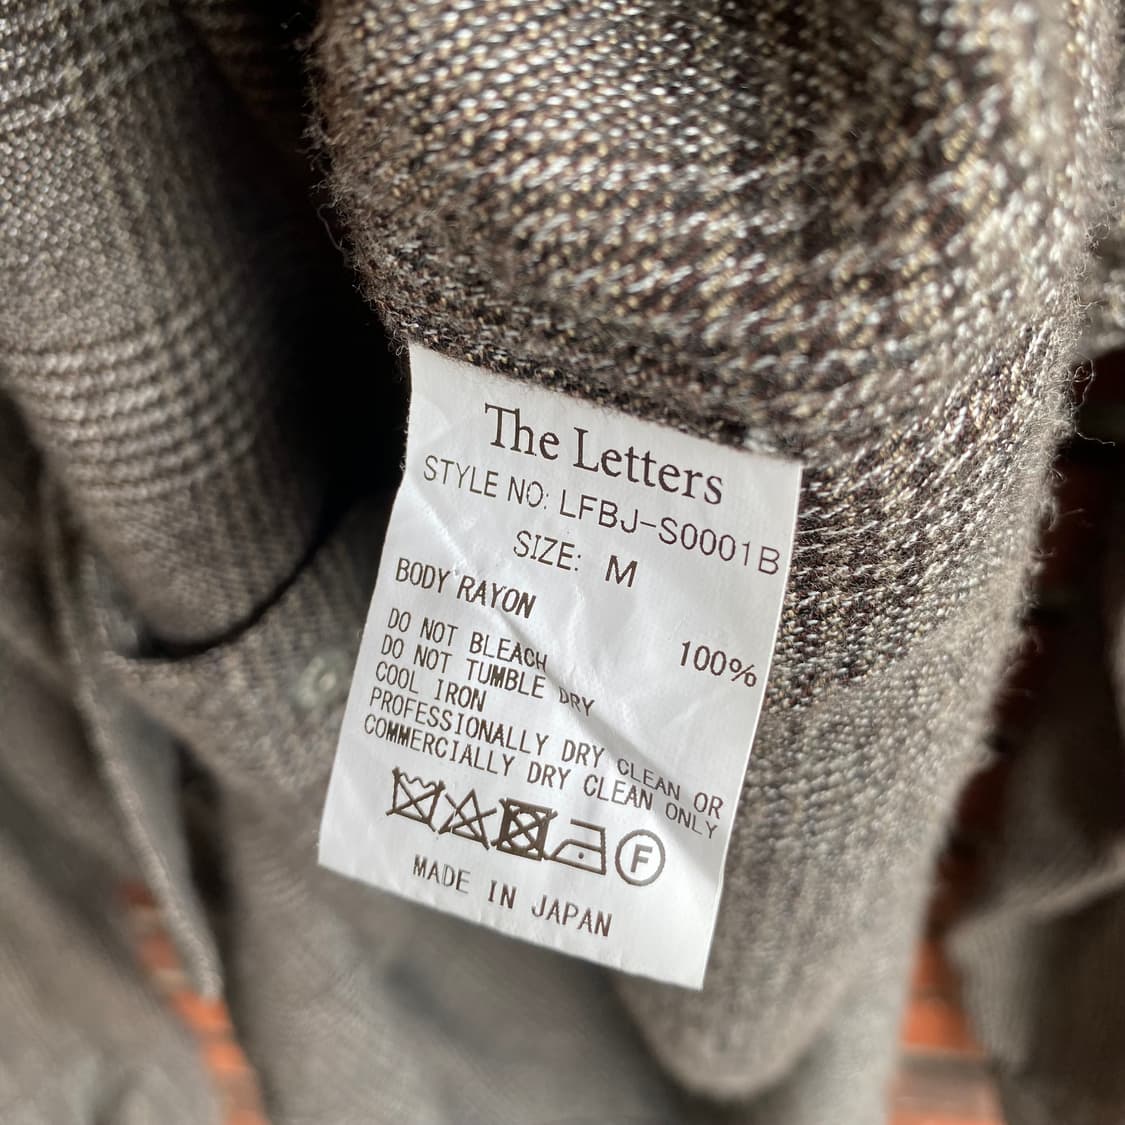 The Letters
STYLE NO: LFBJ-S0001B
SIZE: M
BODY RAYON
100%
DO NOT BLEACH
DO NOT TUMBLE DRY
COOL IRON
PROFESSIONALLY DRY CLEAN OR
COMMERCIALLY DRY CLEAN ONLY
F
MADE IN JAPAN